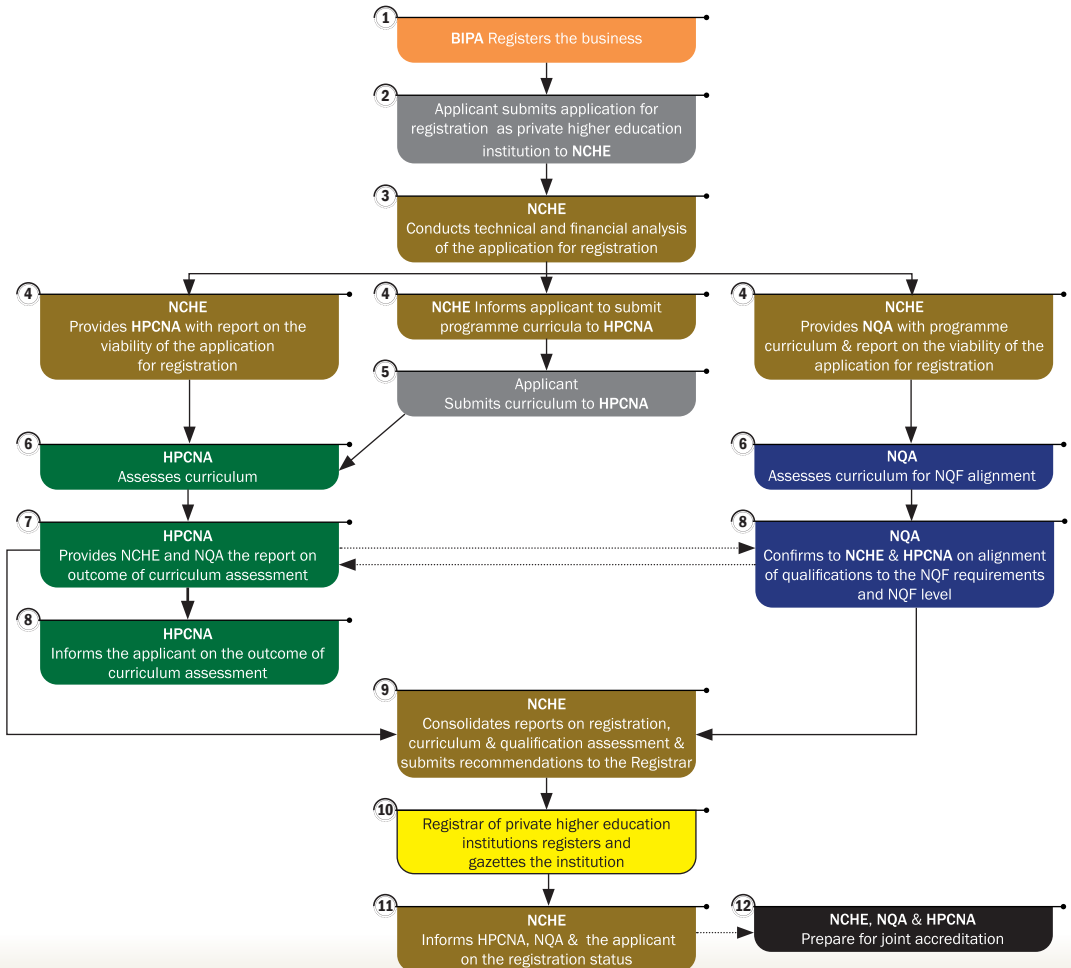 1
BIPA Registers the business
2
Applicant submits application for
registration as private higher education
institution to NCHE
3
NCHE
Conducts technical and financial analysis
of the application for registration
4
NCHE
Provides HPCNA with report on the
viability of the application
for registration
4
NCHE Informs applicant to submit
programme curricula to HPCNA
4
NCHE
Provides NQA with programme
curriculum & report on the viability of the
application for registration
5
Applicant
Submits curriculum to HPCNA
6
HPCNA
Assesses curriculum
6
NQA
Assesses curriculum for NQF alignment
7
HPCNA
Provides NCHE and NQA the report on
outcome of curriculum assessment
8
NQA
Confirms to NCHE & HPCNA on alignment
of qualifications to the NQF requirements
and NQF level
8
HPCNA
Informs the applicant on the outcome of
curriculum assessment
9
NCHE
Consolidates reports on registration,
curriculum & qualification assessment &
submits recommendations to the Registrar
10
Registrar of private higher education
institutions registers and
gazettes the institution
11
NCHE
Informs HPCNA, NQA & the applicant
on the registration status
12
NCHE, NQA & HPCNA
Prepare for joint accreditation